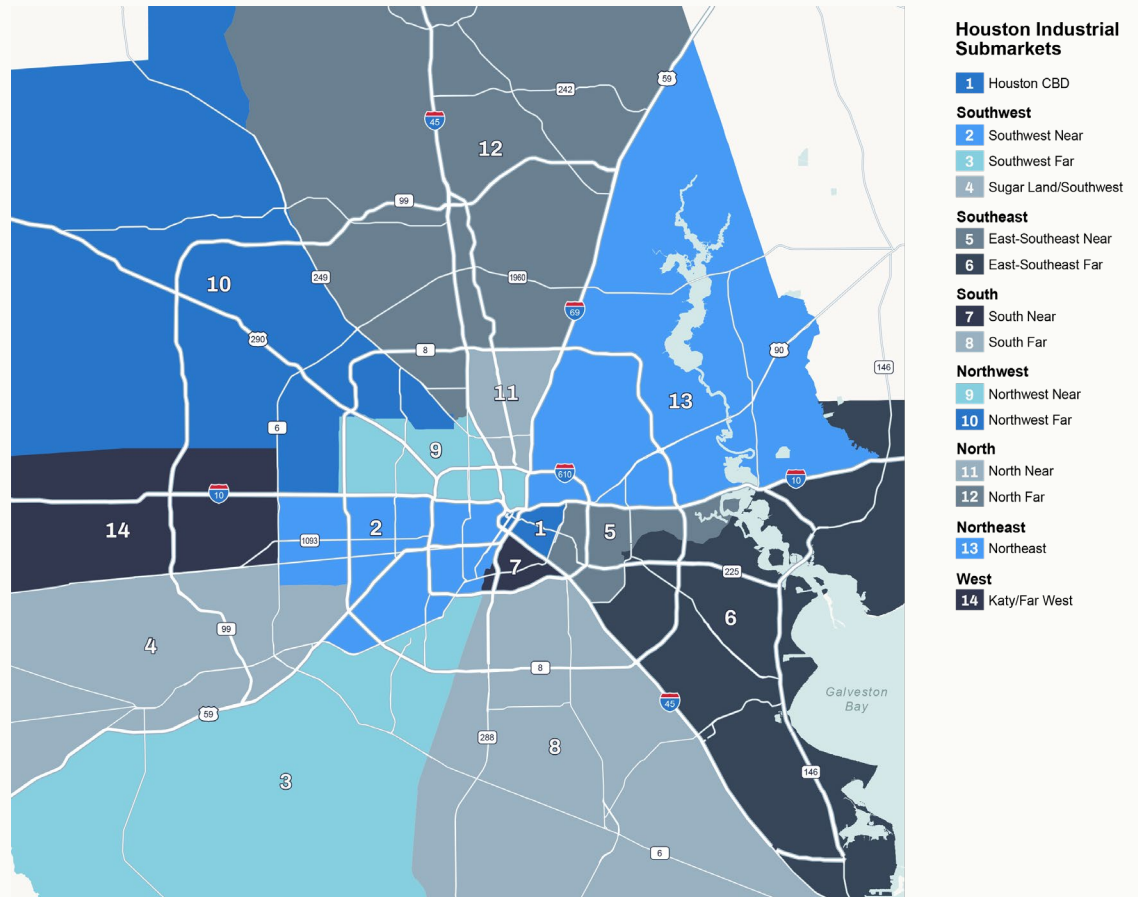 Houston Industrial
Submarkets
1 Houston CBD
Southwest
2 Southwest Near
3 Southwest Far
4 Sugar Land/Southwest
Southeast
5 East-Southeast Near
6 East-Southeast Far
South
7 South Near
8 South Far
Northwest
9 Northwest Near
10 Northwest Far
North
11 North Near
12 North Far
Northeast
13 Northeast
West
14 Katy/Far West
59
242
45
12
99
10
249
1960
69
290
8
90
146
11
13
6
9
610
10
10
14
2
1
5
1093
7
225
6
99
4
8
59
45
Galveston
Bay
288
8
146
3
6